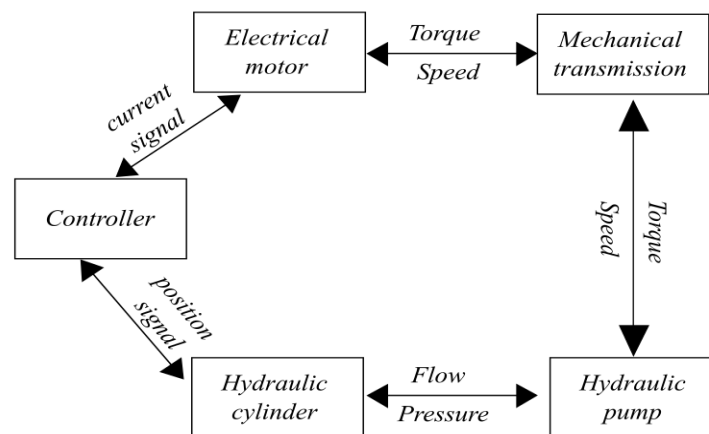 Electrical
motor
Torque
Speed
Mechanical
transmission
current
signal
Controller
Speed
Torque
position
signal
Hydraulic
cylinder
Flow
Pressure
Hydraulic
pump